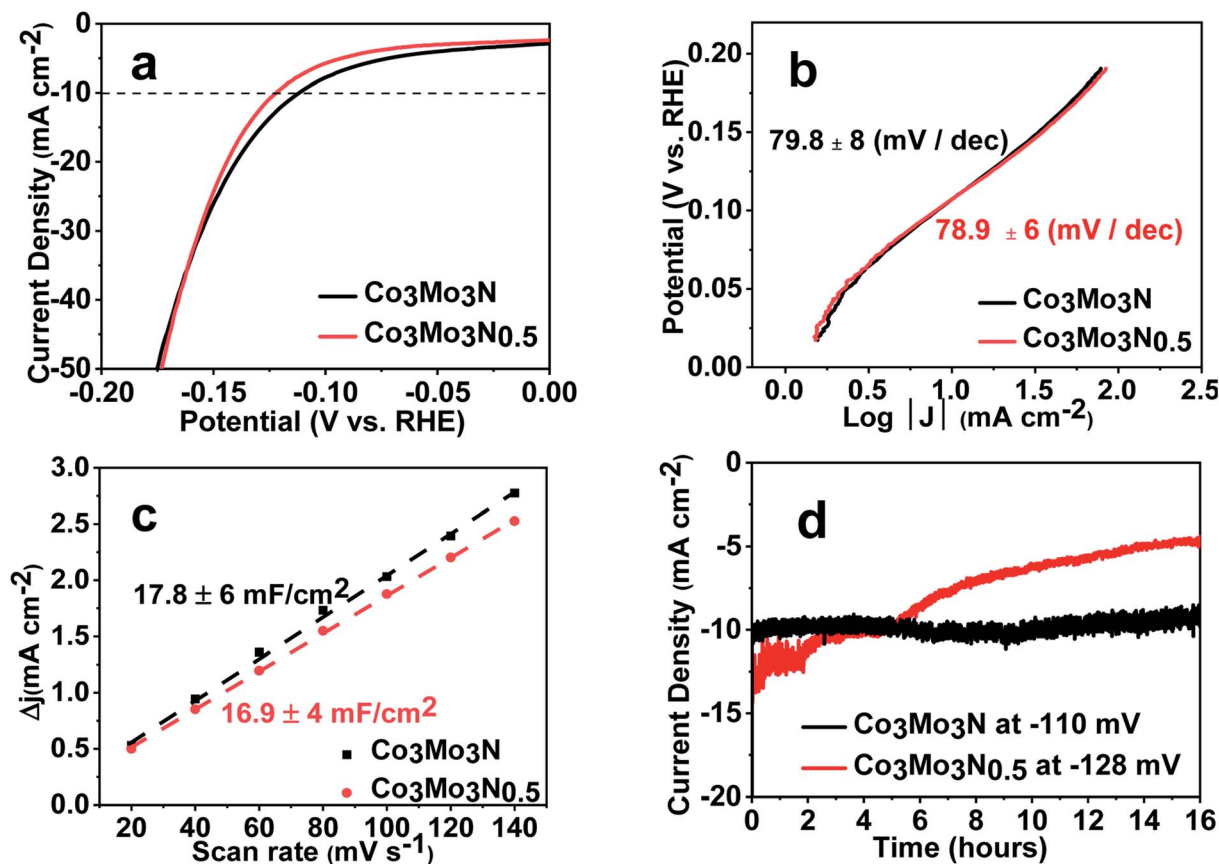 a
Current Density (mA cm-2)
0
-10
-20
-30
-40
-50
Co3Mo3N
Co3Mo3N0.5
-0.20
-0.15
-0.10
-0.05
0.00
Potential (V vs. RHE)
b
Potential (V vs. RHE)
0.20
0.15
0.10
0.05
0.00
79.8 ± 8 (mV / dec)
78.9 ± 6 (mV / dec)
Co3Mo3N
Co3Mo3N0.5
0.0
0.5
1.0
1.5
2.0
2.5
Log |J| (mA cm-2)
c
Δj(mA cm-2)
3.0
2.5
2.0
1.5
1.0
0.5
0.0
17.8 ± 6 mF/cm2
16.9 ± 4 mF/cm2
Co3Mo3N
Co3Mo3N0.5
20
40
60
80
100
120
140
Scan rate (mV s-1)
d
Current Density (mA cm-2)
0
-5
-10
-15
-20
Co3Mo3N at -110 mV
Co3Mo3N0.5 at -128 mV
0
2
4
6
8
10
12
14
16
Time (hours)